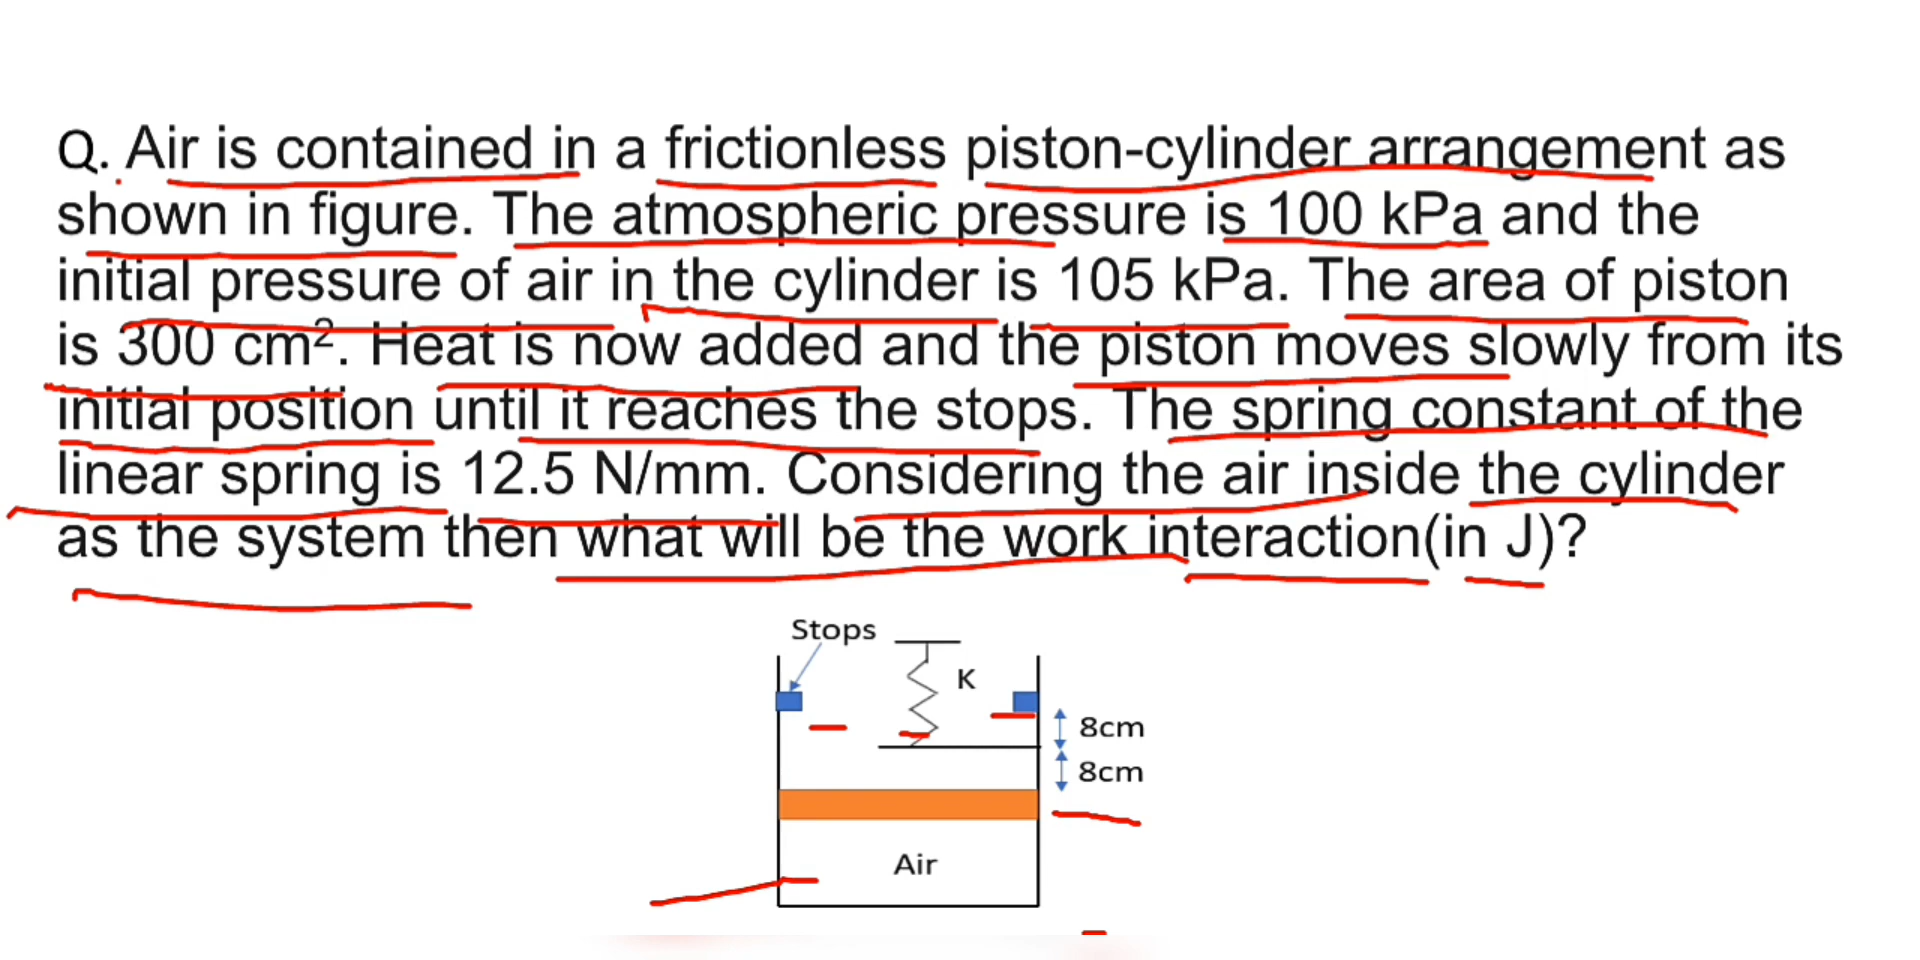 Q. Air is contained in a frictionless piston-cylinder arrangement as
shown in figure. The atmospheric pressure is 100 kPa and the
initial pressure of air in the cylinder is 105 kPa. The area of piston
is 300 cm². Heat is now added and the piston moves slowly from its
initial position until it reaches the stops. The spring constant of the
linear spring is 12.5 N/mm. Considering the air inside the cylinder
as the system then what will be the work interaction(in J)?
Stops
K
8cm
8cm
Air